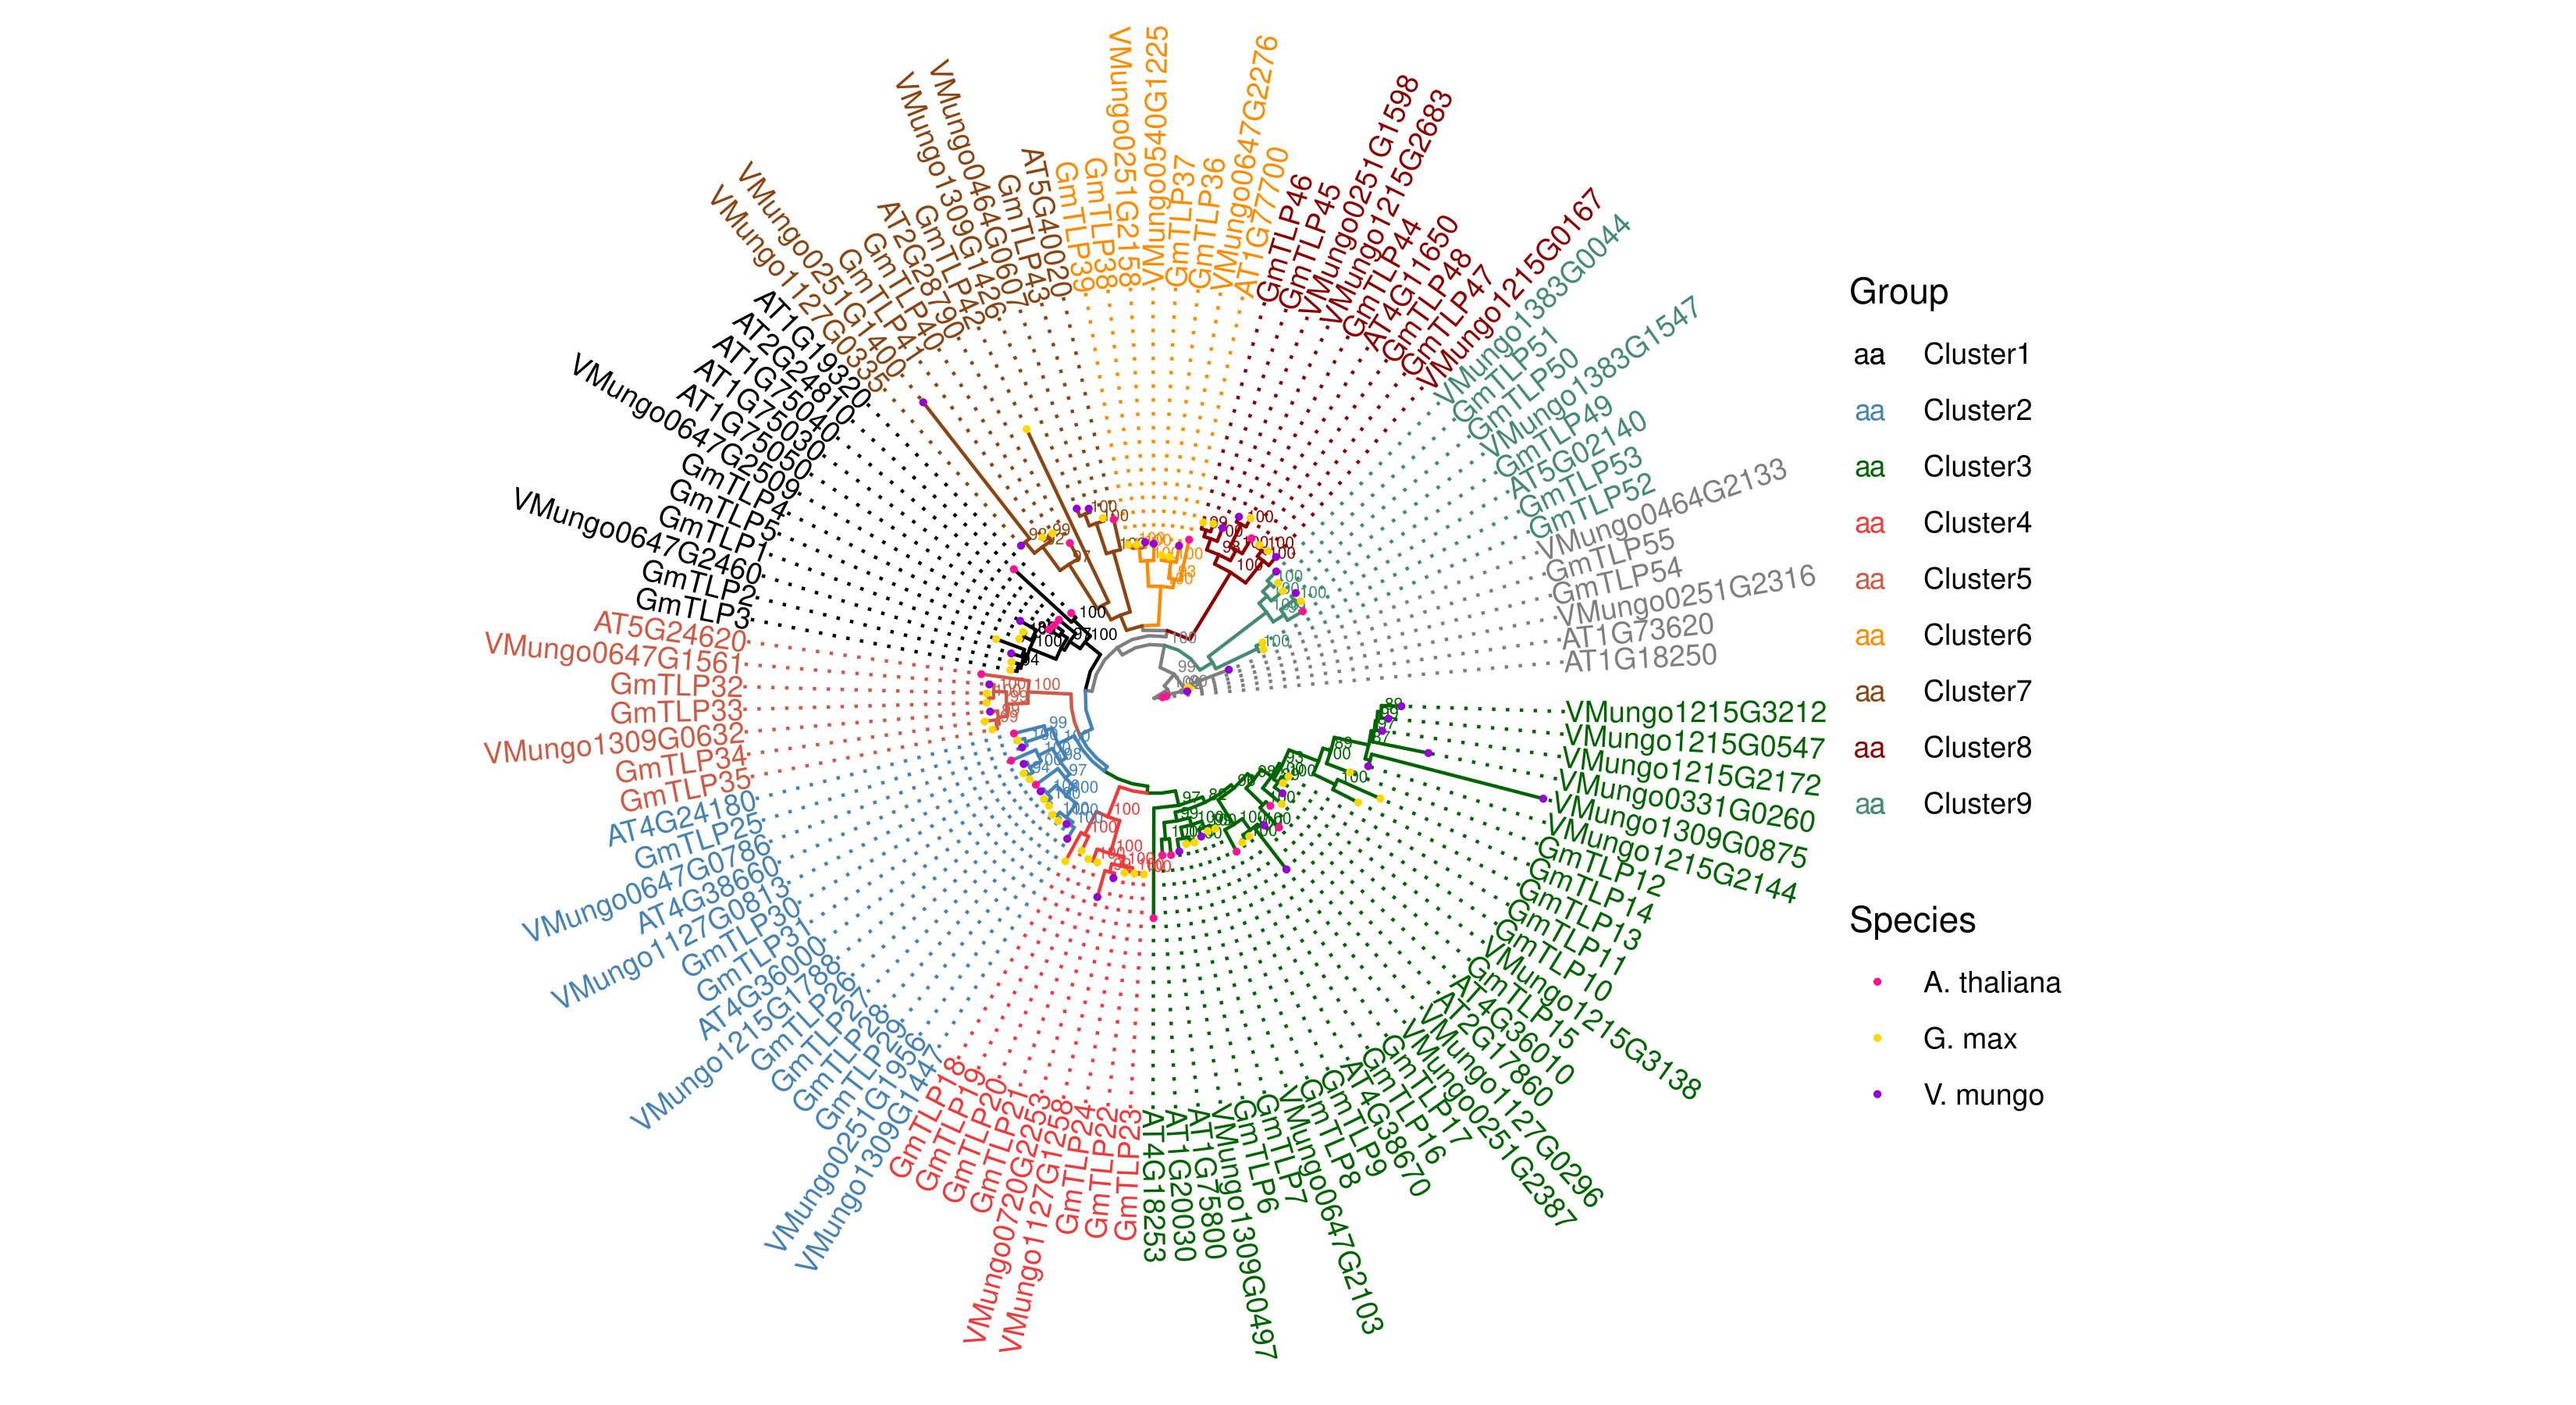 VMungo0251G2158
VMungo0540G1225
GmTLP37
GmTLP36
VMungo0647G2276
AT1G77700
GmTLP46
GmTLP45
VMungo0251G1598
VMungo1215G2683
GmTLP44
AT4G11650
GmTLP48
GmTLP47
VMungo1215G0167
VMungo1383G0044
GmTLP51
GmTLP50
VMungo1383G1547
GmTLP49
AT5G02140
GmTLP53
GmTLP52
VMungo0464G2133
GmTLP55
GmTLP54
VMungo0251G2316
AT1G73620
AT1G18250
VMungo1215G3212
VMungo1215G0547
VMungo1215G2172
VMungo0331G0260
VMungo1309G0875
VMungo1215G2144
GmTLP12
GmTLP14
GmTLP13
GmTLP11
GmTLP10
VMungo1215G3138
GmTLP15
AT4G36010
AT2G17860
VMungo1127G0296
VMungo0251G2387
GmTLP17
GmTLP16
AT4G38670
GmTLP9
GmTLP8
VMungo0647G2103
GmTLP7
GmTLP6
VMungo1309G0497
AT1G75800
AT1G20030
AT4G18253
GmTLP23
GmTLP22
GmTLP24
VMungo1127G1258
VMungo0720G2253
GmTLP21
GmTLP20
GmTLP19
GmTLP18
VMungo1309G1447
VMungo0251G1956
GmTLP29
GmTLP28
GmTLP27
GmTLP26
VMungo1215G1788
AT4G36000
GmTLP31
GmTLP30
VMungo1127G0813
AT4G38660
VMungo0647G0786
GmTLP25
AT4G24180
GmTLP35
GmTLP34
VMungo1309G0632
GmTLP33
GmTLP32
VMungo0647G1561
AT5G24620
GmTLP3
GmTLP2
VMungo0647G2460
GmTLP1
GmTLP5
GmTLP4
VMungo0647G2509
AT1G75050
AT1G75030
AT1G75040
AT2G24810
AT1G19320
VMungo1127G0335
VMungo0251G1400
GmTLP41
GmTLP40
AT2G28790
GmTLP42
VMungo1309G1426
VMungo0464G0607
GmTLP43
AT5G40020
GmTLP39
GmTLP38
Group
aa Cluster1
aa Cluster2
aa Cluster3
aa Cluster4
aa Cluster5
aa Cluster6
aa Cluster7
aa Cluster8
aa Cluster9
Species
A. thaliana
G. max
V. mungo